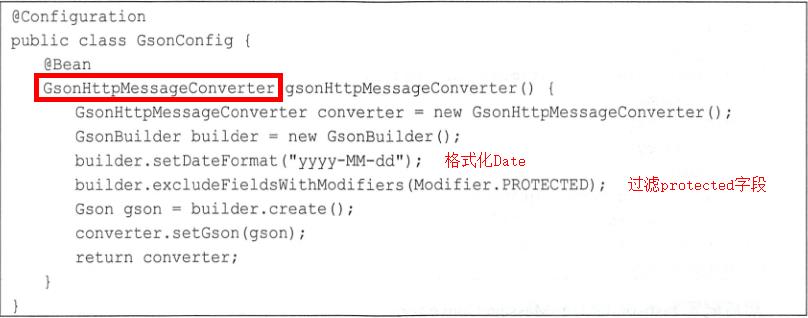 @Configuration
public class GsonConfig {
@Bean
GsonHttpMessageConverter gsonHttpMessageConverter() {
GsonHttpMessageConverter converter = new GsonHttpMessageConverter();
GsonBuilder builder = new GsonBuilder();
builder.setDateFormat("yyyy-MM-dd"); 格式化Date
builder.excludeFieldsWithModifiers(Modifier.PROTECTED); 过滤protected字段
Gson gson = builder.create();
converter.setGson(gson);
return converter;
}
}